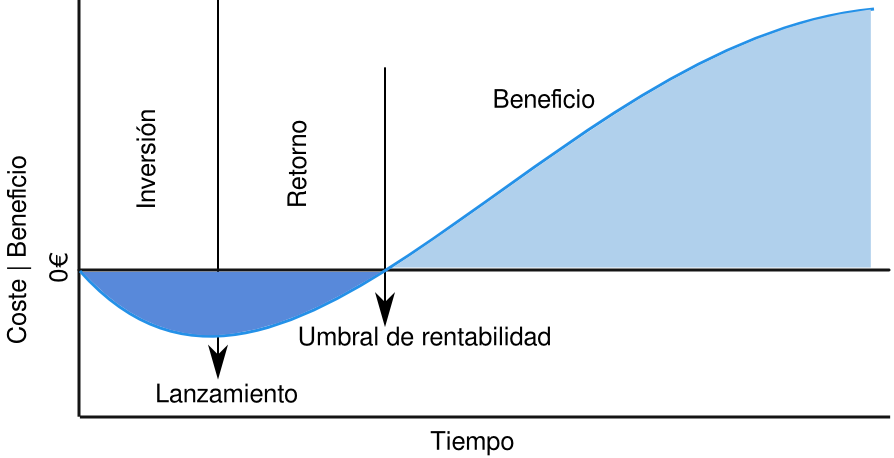 Inversión
Retorno
Beneficio
Coste | Beneficio
0€
Umbral de rentabilidad
Lanzamiento
Tiempo